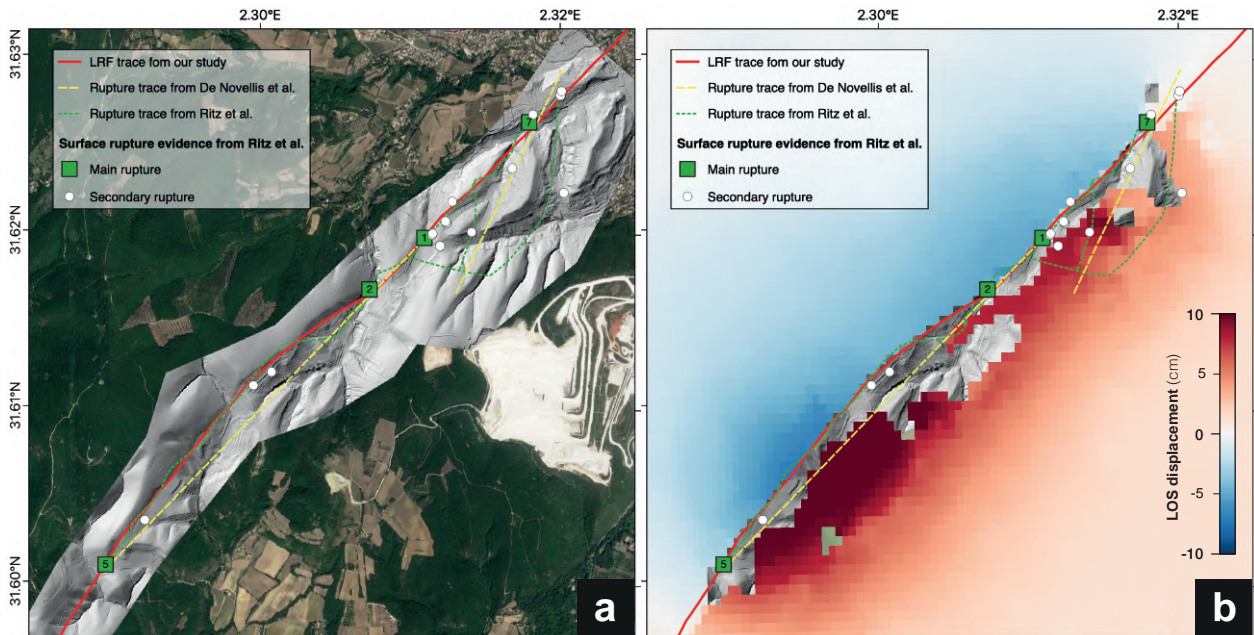 2.30°E
2.32°E
2.30°E
2.32°E
31.63°N
31.62°N
31.61°N
31.60°N
LRF trace fom our study
Rupture trace from De Novellis et al.
Rupture trace from Ritz et al.
Surface rupture evidence from Ritz et al.
Main rupture
Secondary rupture
7
1
2
5
a
LRF trace fom our study
Rupture trace from De Novellis et al.
Rupture trace from Ritz et al.
Surface rupture evidence from Ritz et al.
Main rupture
Secondary rupture
7
1
2
5
LOS displacement (cm)
10
5
0
-5
-10
b